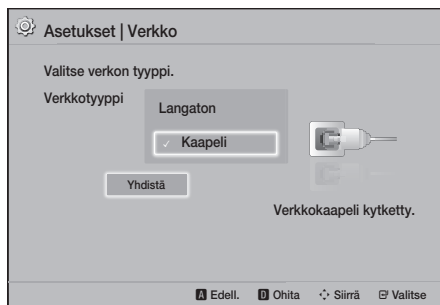 Asetukset | Verkko
Valitse verkon tyyppi.
Verkkotyyppi
Langaton
✓ Kaapeli
Yhdistä
Verkkokaapeli kytketty.
A Edell. D Ohita Siirrä Valitse